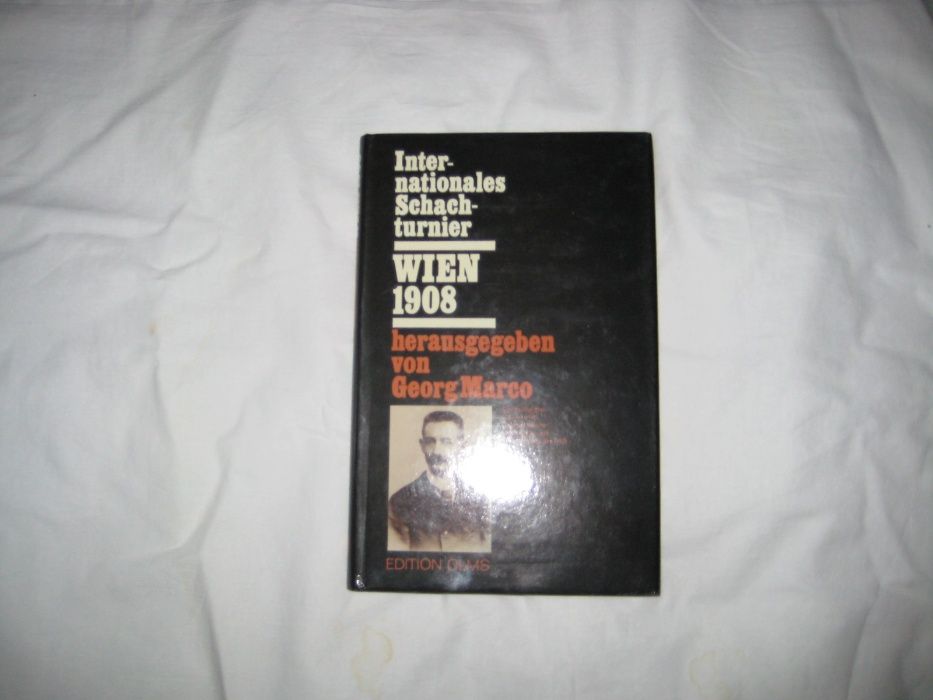 Inter-
nationales
Schach-
turnier
WIEN
1908
herausgegeben
von
Georg Marco
EDITION OLMS